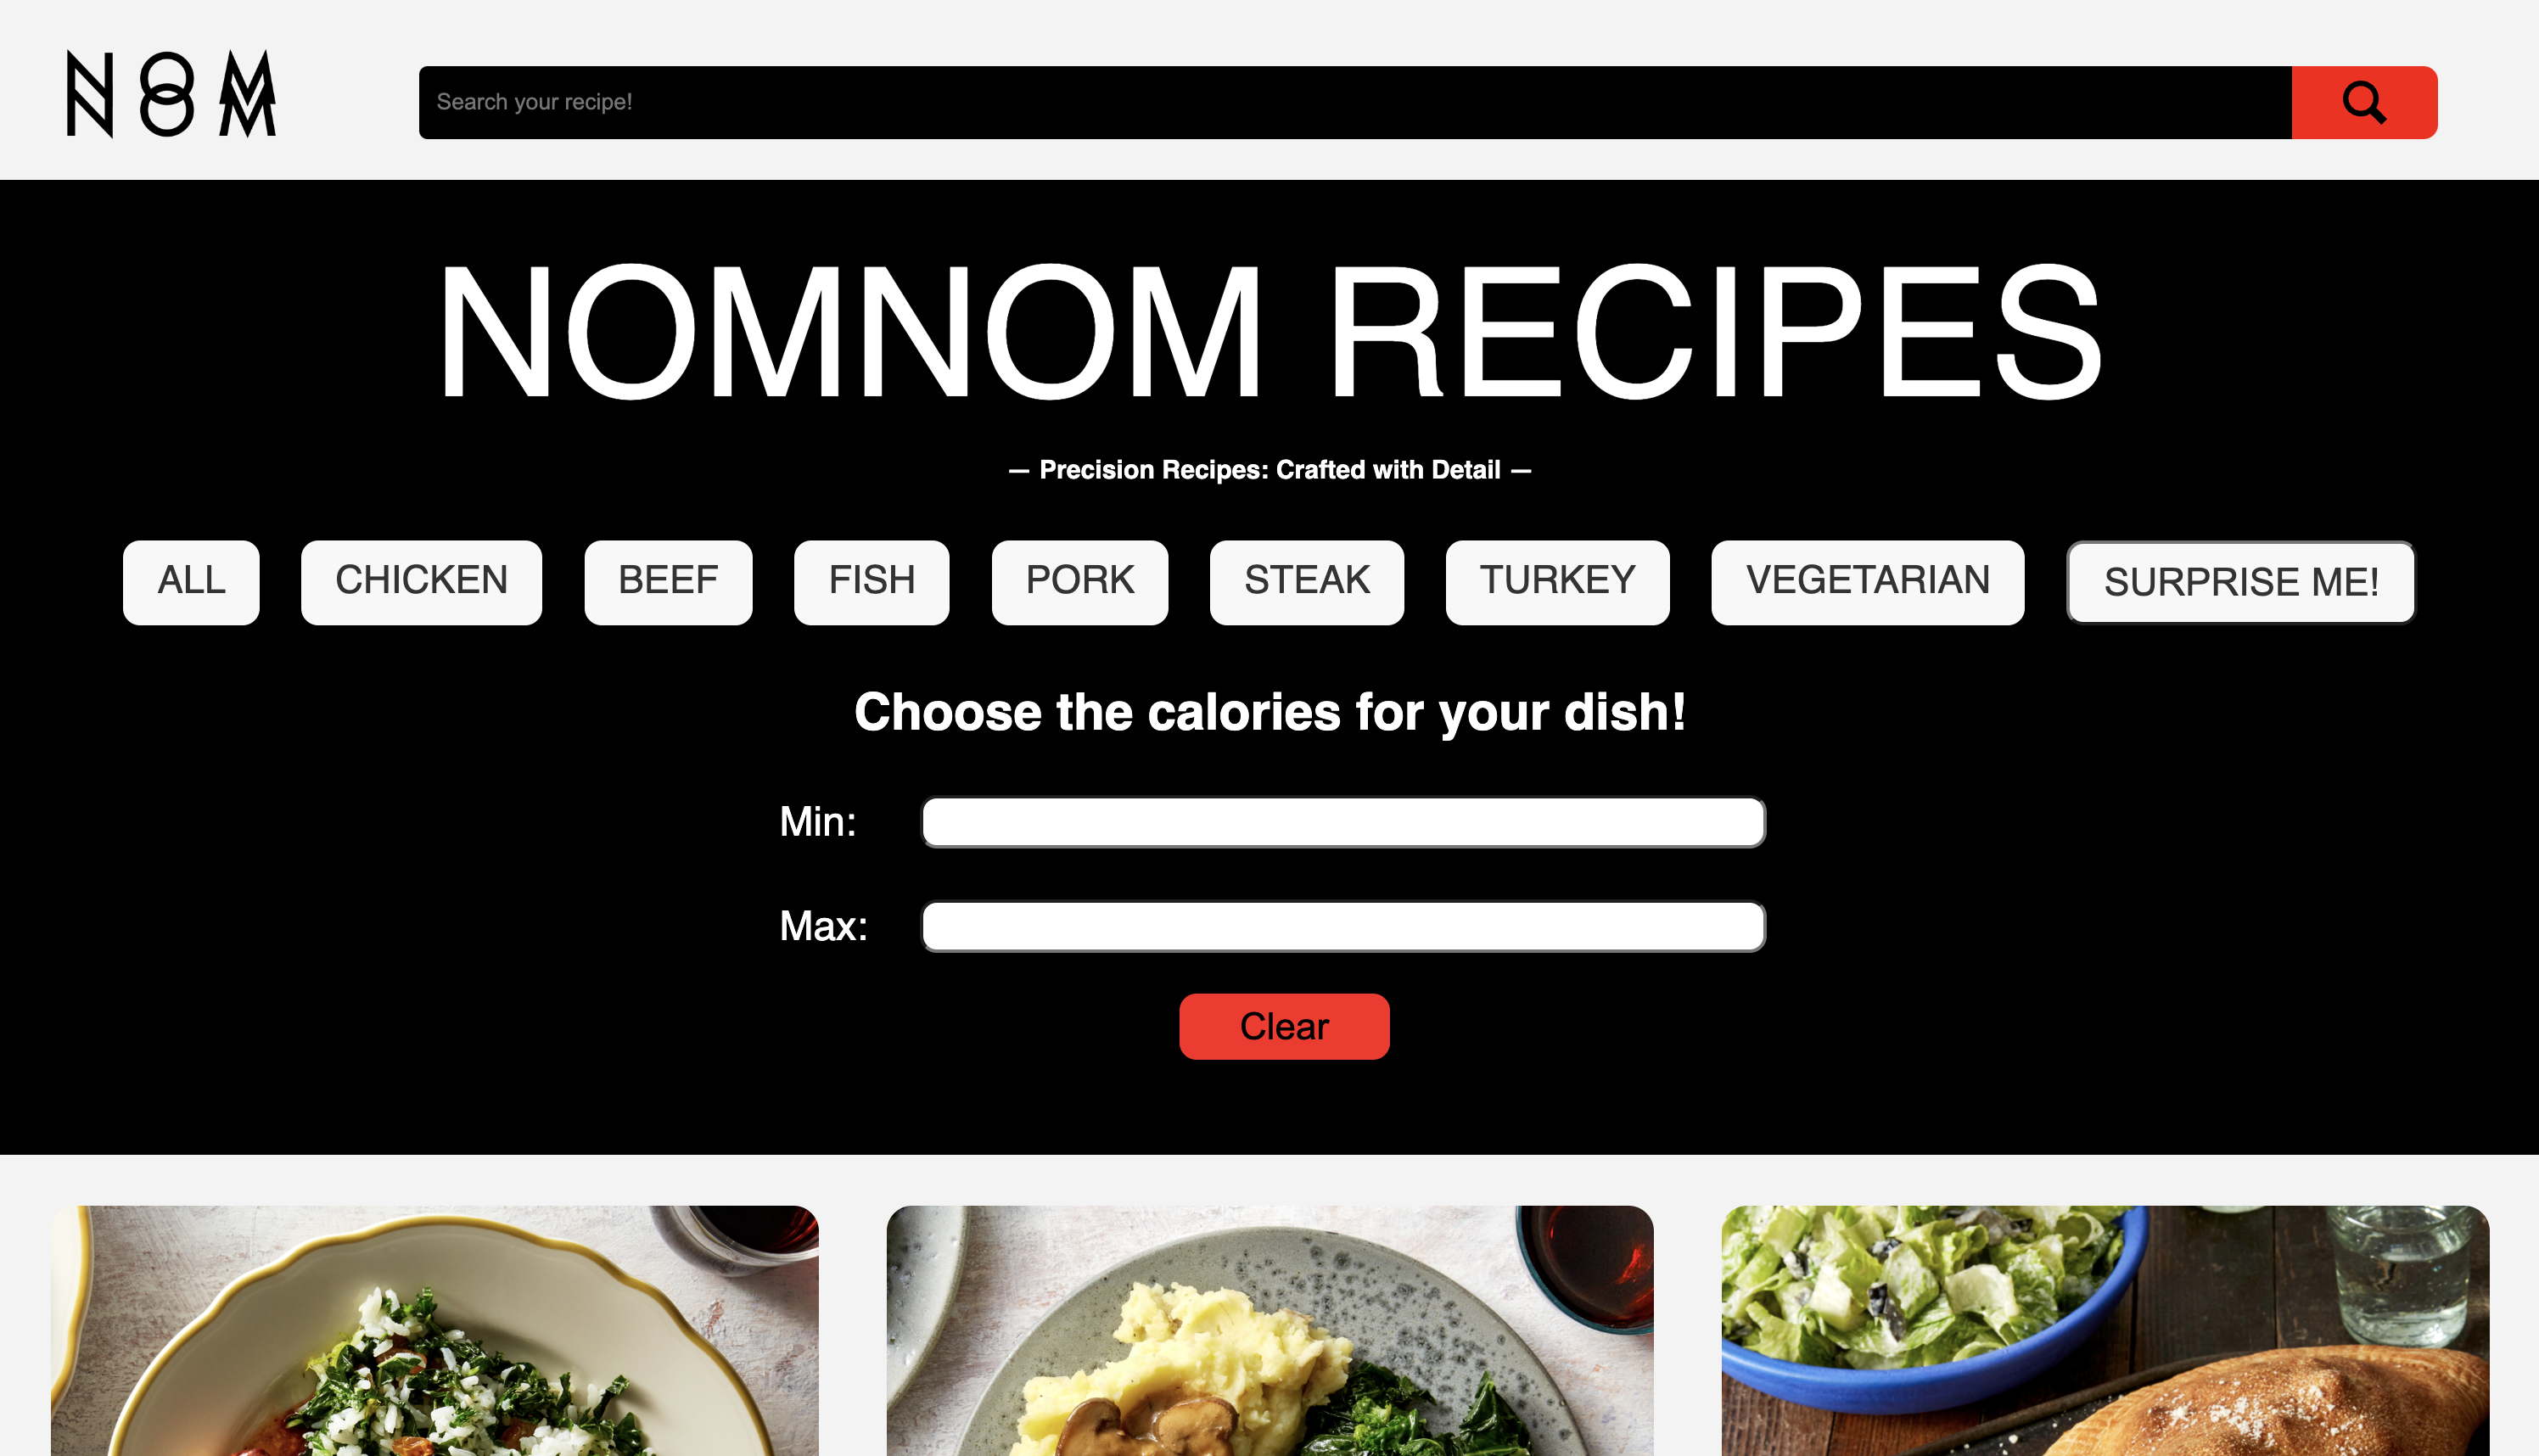 NOM
Search your recipe!
NOMNOM RECIPES
— Precision Recipes: Crafted with Detail —
ALL CHICKEN BEEF FISH PORK STEAK TURKEY VEGETARIAN SURPRISE ME!
Choose the calories for your dish!
Min:
Max:
Clear